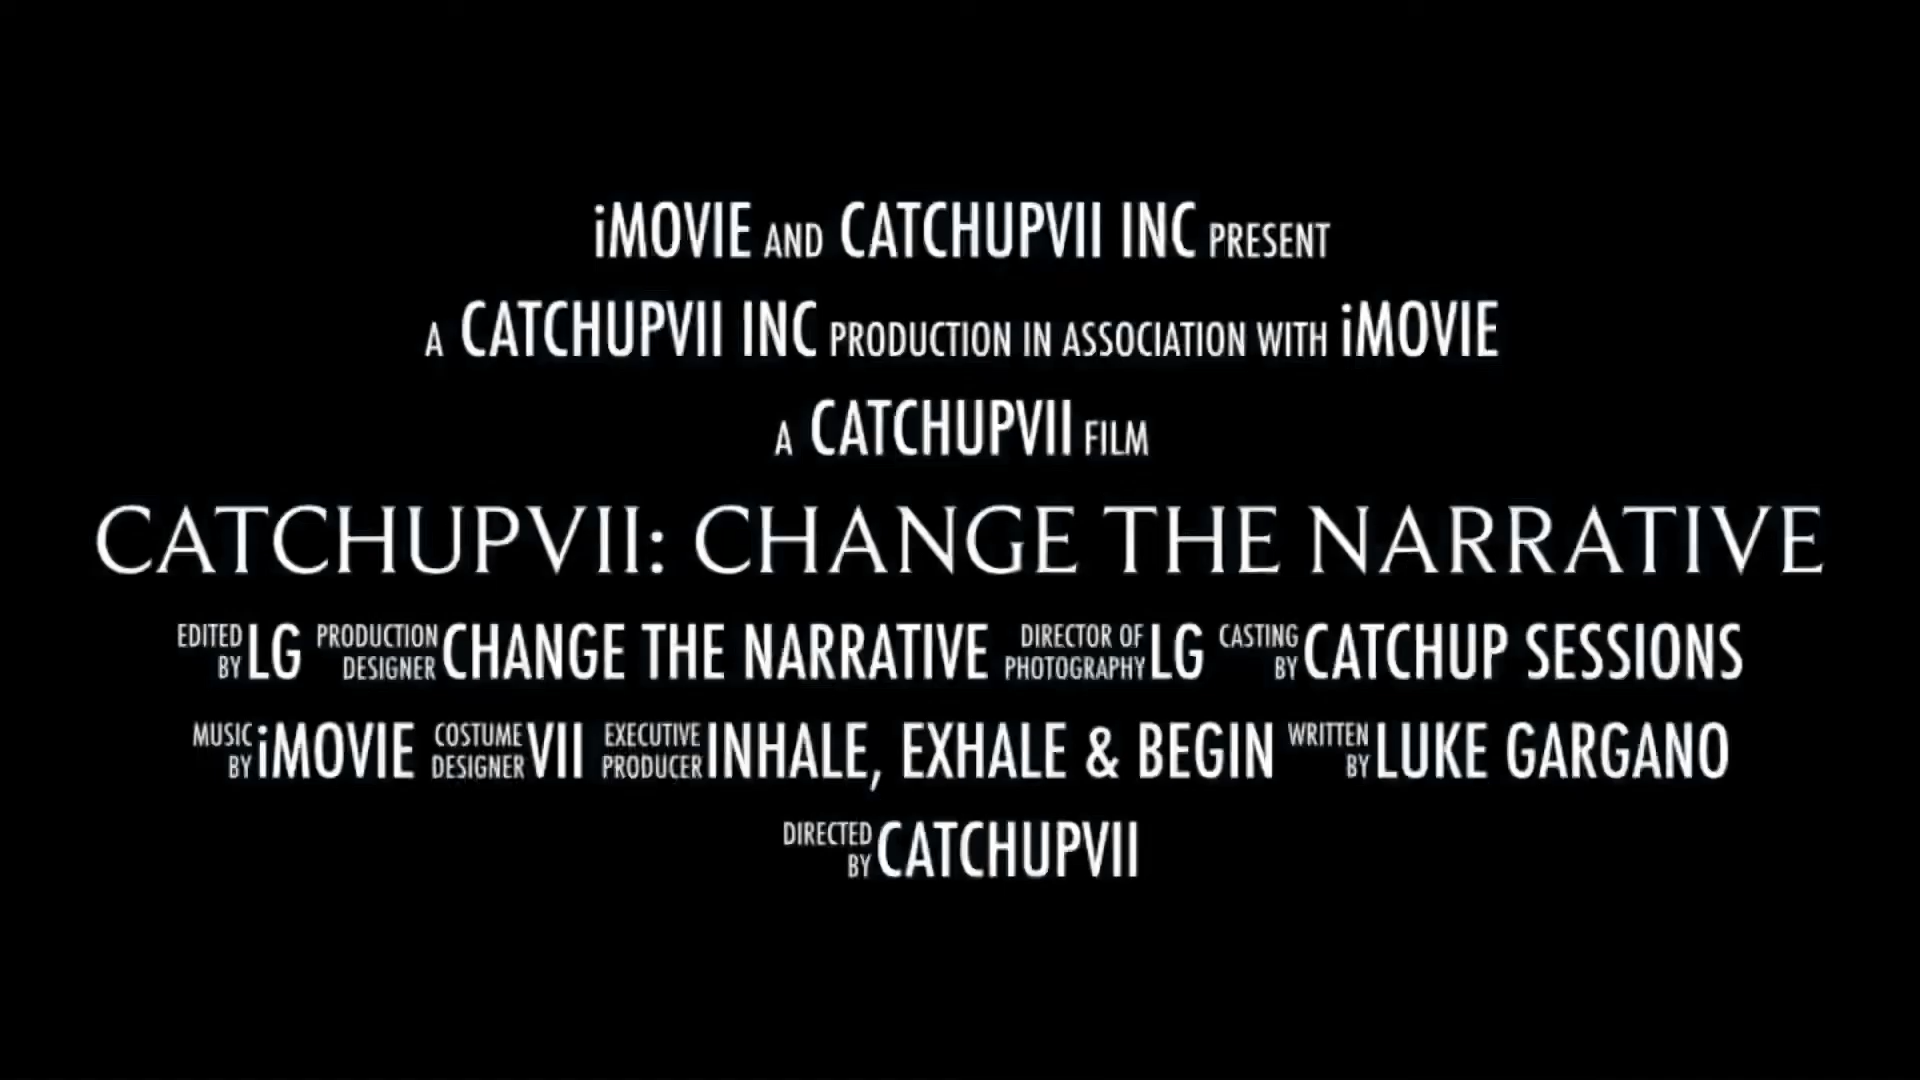 iMOVIE AND CATCHUPVII INC PRESENT
A CATCHUPVII INC PRODUCTION IN ASSOCIATION WITH iMOVIE
A CATCHUPVII FILM
CATCHUPVII: CHANGE THE NARRATIVE
EDITED BY LG PRODUCTION DESIGNER CHANGE THE NARRATIVE DIRECTOR OF PHOTOGRAPHY LG CASTING BY CATCHUP SESSIONS
MUSIC BY iMOVIE COSTUME DESIGNER VII EXECUTIVE PRODUCER INHALE, EXHALE & BEGIN WRITTEN BY LUKE GARGANO
DIRECTED BY CATCHUPVII